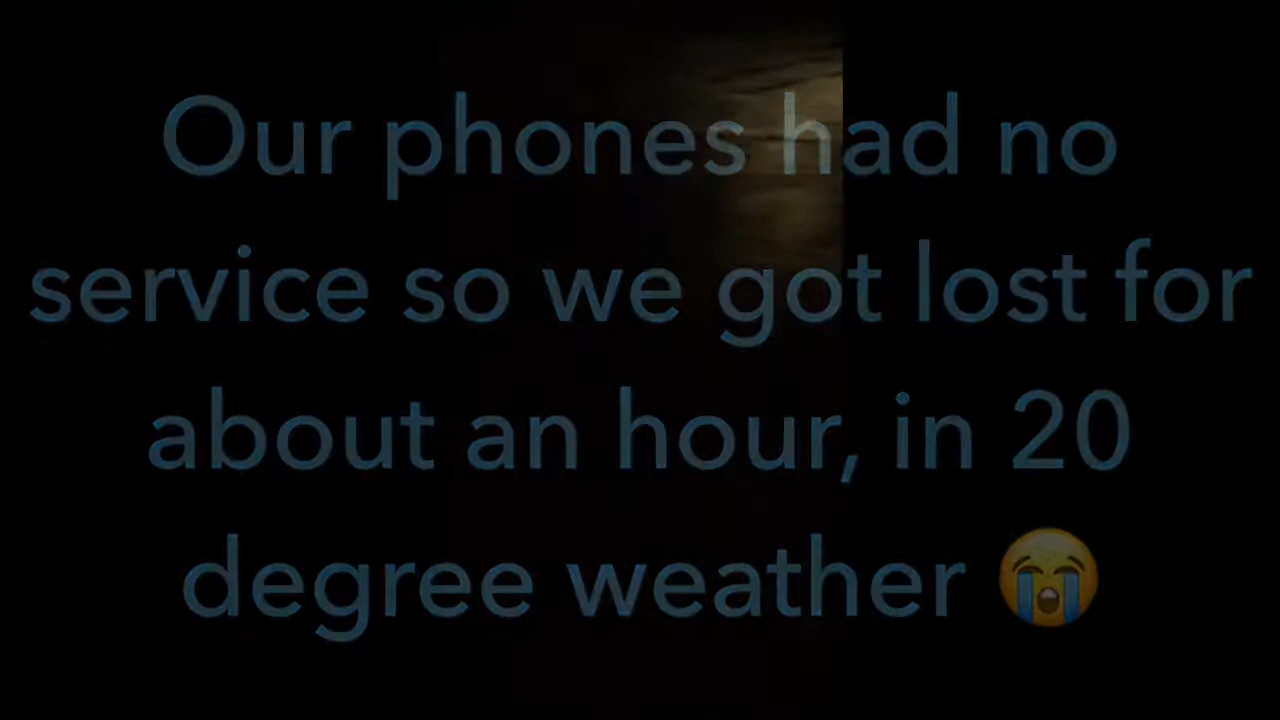 Our phones had no
service so we got lost for
about an hour, in 20
degree weather 😭